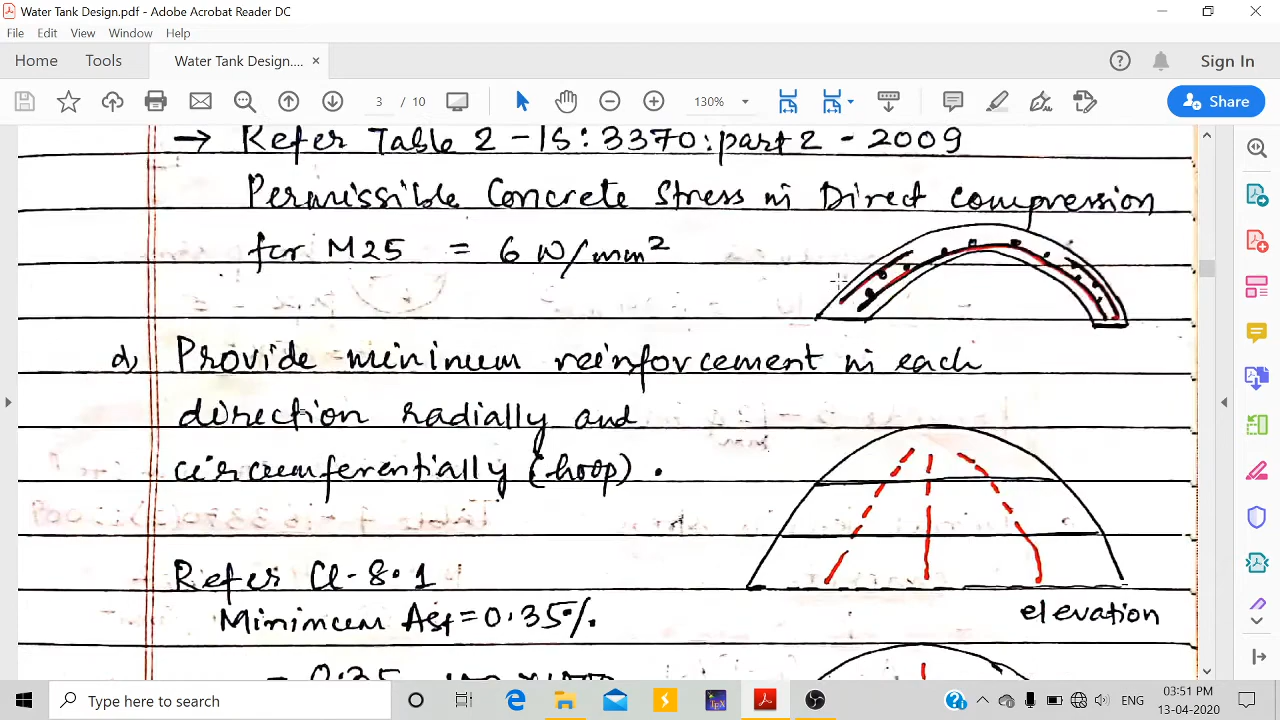 Water Tank Design.pdf - Adobe Acrobat Reader DC
File Edit View Window Help
Home Tools Water Tank Design.... × Sign In
3 / 10 130% Share
→ Refer Table 2 - IS : 3370 : part 2 - 2009
Permissible Concrete Stress in Direct compression
for M25 = 6 N/mm²
d) Provide minimum reinforcement in each
direction radially and
circumferentially (hoop).
Refer Cl-8.1
Minimum Ast = 0.35%.
elevation
= 0.35
Type here to search
ENG 03:51 PM
13-04-2020